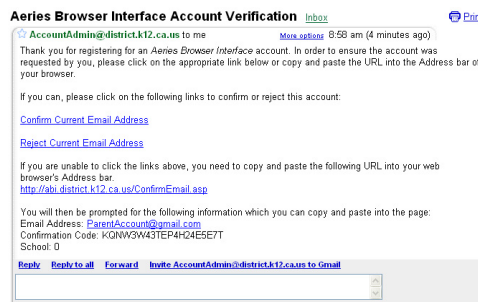 Aeries Browser Interface Account Verification Inbox Pri
AccountAdmin@district.k12.ca.us to me More options 8:58 am (4 minutes ago)
Thank you for registering for an Aeries Browser Interface account. In order to ensure the account was
requested by you, please click on the appropriate link below or copy and paste the URL into the Address bar of
your browser.
If you can, please click on the following links to confirm or reject this account:
Confirm Current Email Address
Reject Current Email Address
If you are unable to click the links above, you need to copy and paste the following URL into your web
browser's Address bar.
http://abi.district.k12.ca.us/ConfirmEmail.asp
You will then be prompted for the following information which you can copy and paste into the page:
Email Address: ParentAccount@gmail.com
Confirmation Code: KQNW3W43TEP4H24E5E7T
School: 0
Reply Reply to all Forward Invite AccountAdmin@district.k12.ca.us to Gmail